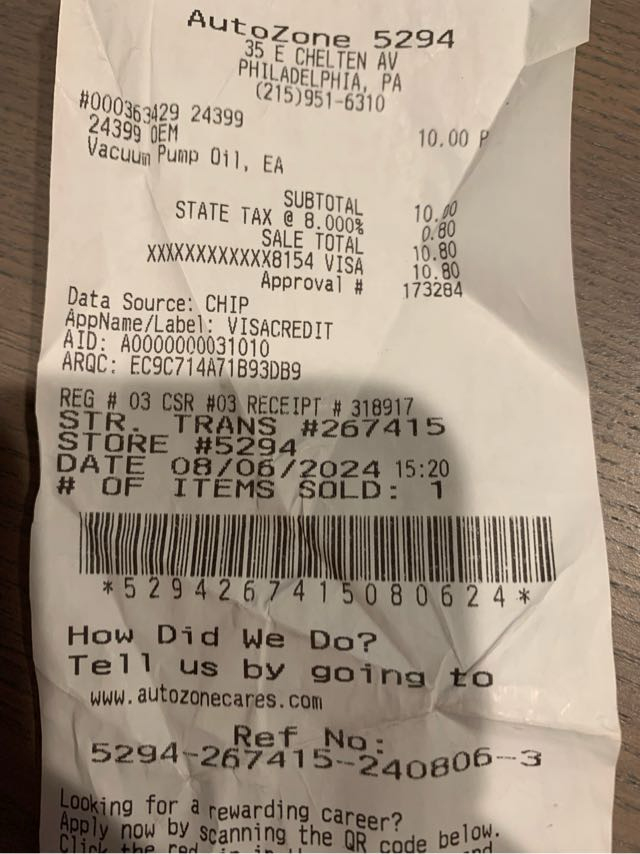 AutoZone 5294
35 E CHELTEN AV
PHILADELPHIA, PA
(215)951-6310
#000363429 24399
24399 OEM 10.00 P
Vacuum Pump Oil, EA
SUBTOTAL 10.00
STATE TAX @ 8.000% 0.80
SALE TOTAL 10.80
XXXXXXXXXXXX8154 VISA 10.80
Approval # 173284
Data Source: CHIP
AppName/Label: VISACREDIT
AID: A0000000031010
ARQC: EC9C714A71B93DB9
REG # 03 CSR #03 RECEIPT # 318917
STR. TRANS #267415
STORE #5294
DATE 08/06/2024 15:20
# OF ITEMS SOLD: 1
*5294267415080624*
How Did We Do?
Tell us by going to
www.autozonecares.com
Ref No:
5294-267415-240806-3
Looking for a rewarding career?
Apply now by scanning the QR code below.
Click the red